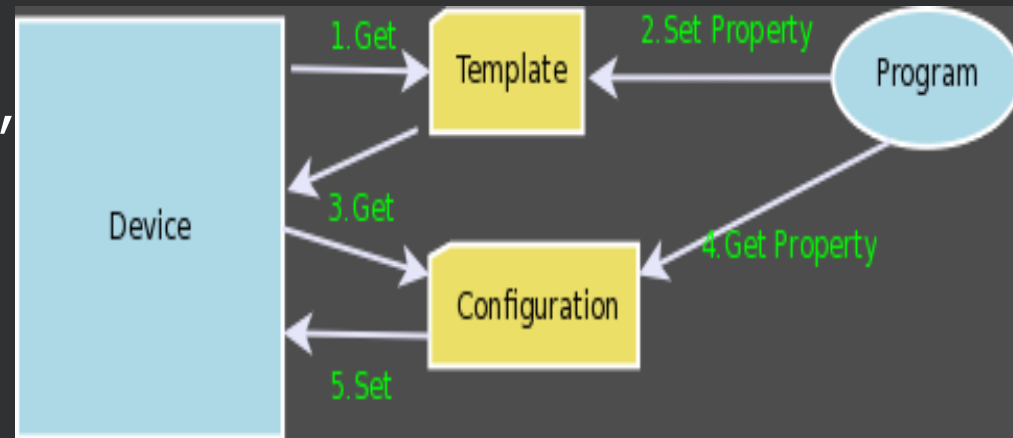 1.Get
2.Set Property
Template
Program
,
3.Get
Device
4.Get Property
Configuration
5.Set